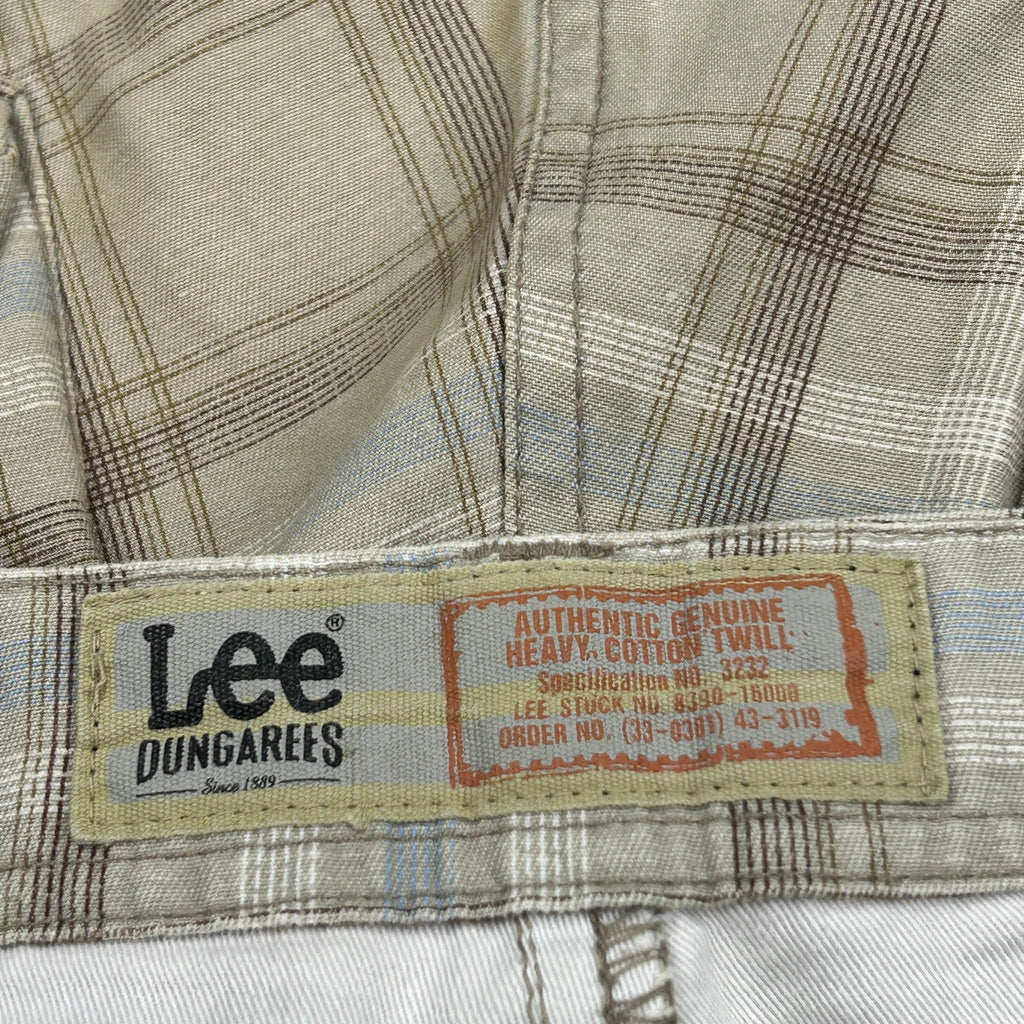 Lee®
DUNGAREES
Since 1889
AUTHENTIC GENUINE
HEAVY COTTON TWILL
Specification NO. 3232
LEE STOCK NO. 8390-16000
ORDER NO. (33-0301) 43-3119